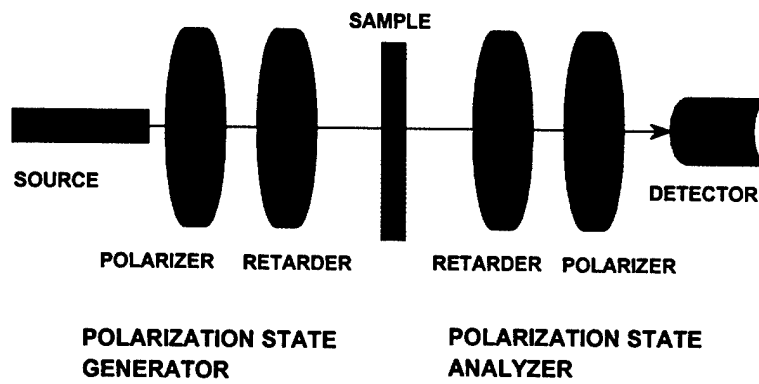 SAMPLE
SOURCE
DETECTOR
POLARIZER RETARDER RETARDER POLARIZER
POLARIZATION STATE
GENERATOR
POLARIZATION STATE
ANALYZER